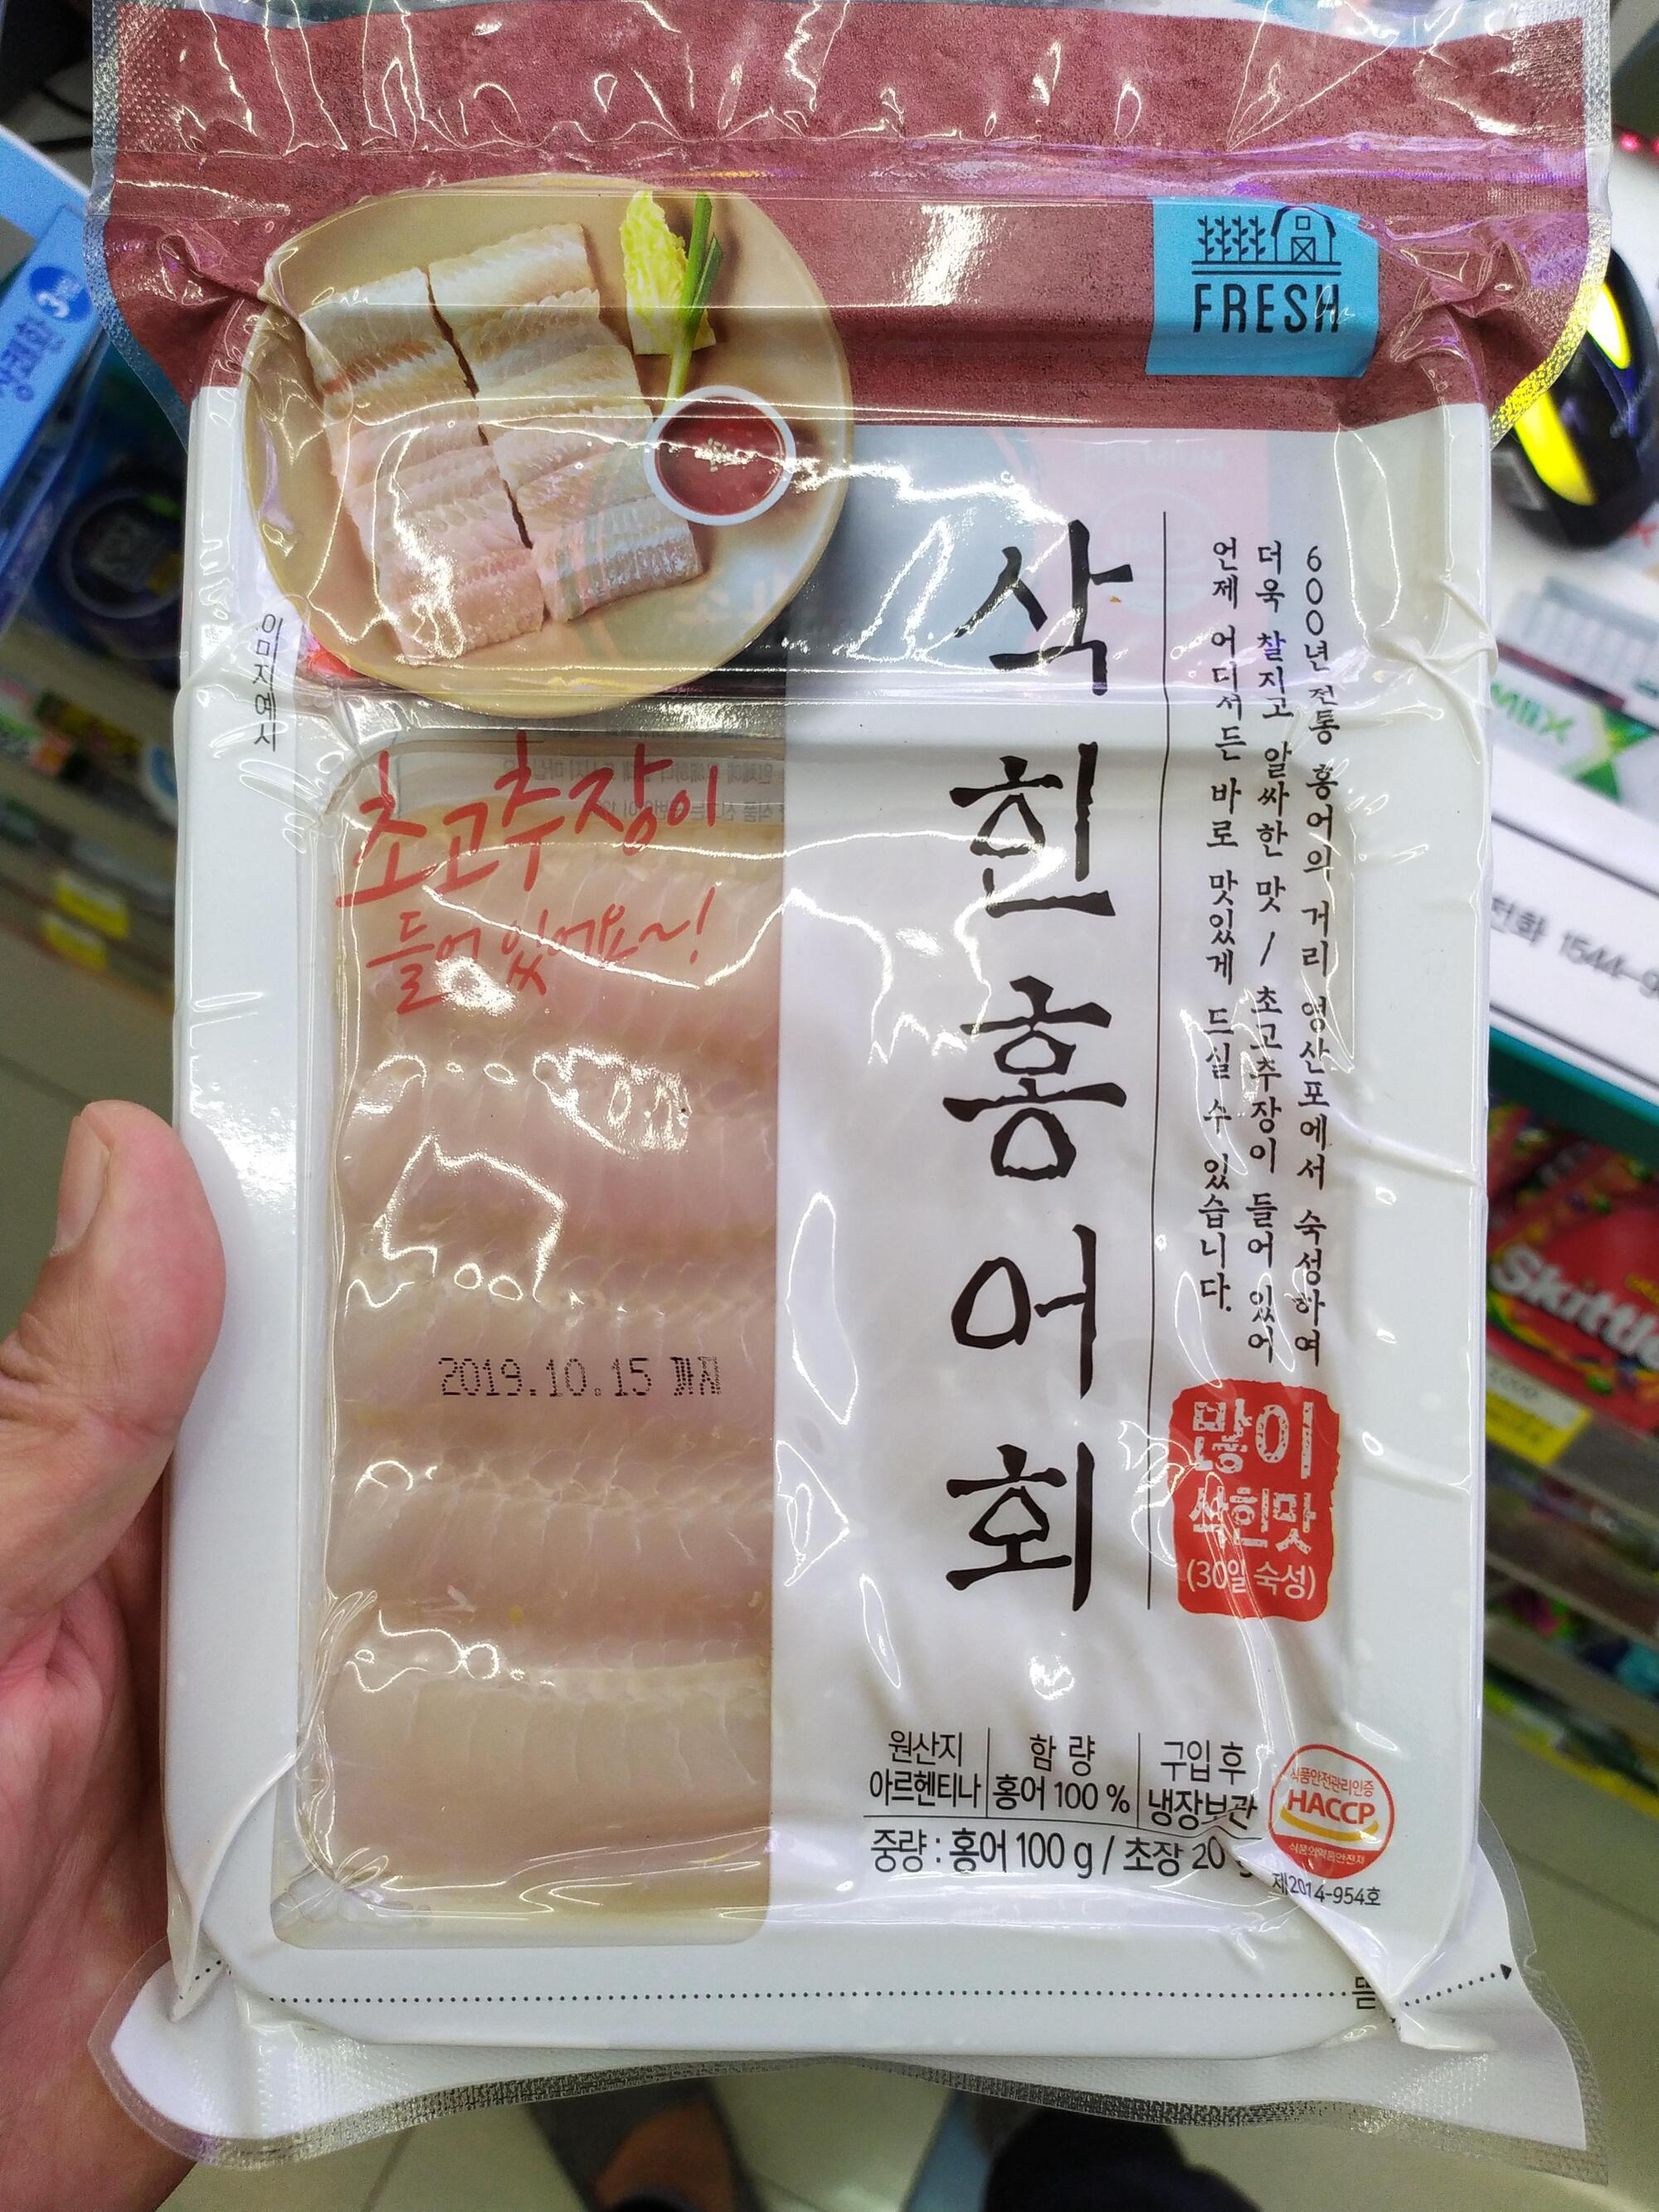 FRESH
이미지예시
초고추장이
들어있어요~!
삭힌홍어회
600년 전통 홍어의 거리 영산포에서 숙성하여
더욱 찰지고 알싸한 맛 / 초고추장이 들어 있어
언제 어디서든 바로 맛있게 드실 수 있습니다.
2019.10.15 까지
많이
삭힌맛
(30일 숙성)
원산지
아르헨티나
함 량
홍어 100 %
구입 후
냉장보관
중량 : 홍어 100 g / 초장 20 g
식품안전관리인증
HACCP
식품의약품안전처
제2014-954호
뜯
Skittle
전화 1544-9